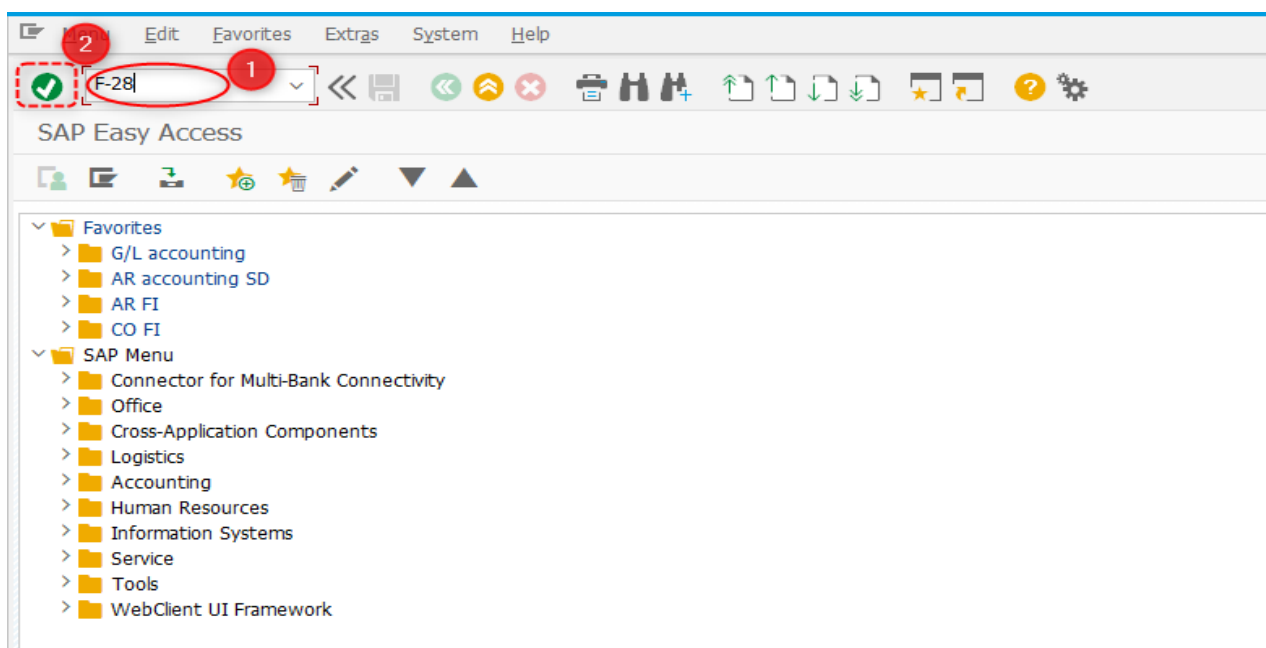 Menu Edit Favorites Extras System Help
2
1
F-28
SAP Easy Access
Favorites
G/L accounting
AR accounting SD
AR FI
CO FI
SAP Menu
Connector for Multi-Bank Connectivity
Office
Cross-Application Components
Logistics
Accounting
Human Resources
Information Systems
Service
Tools
WebClient UI Framework